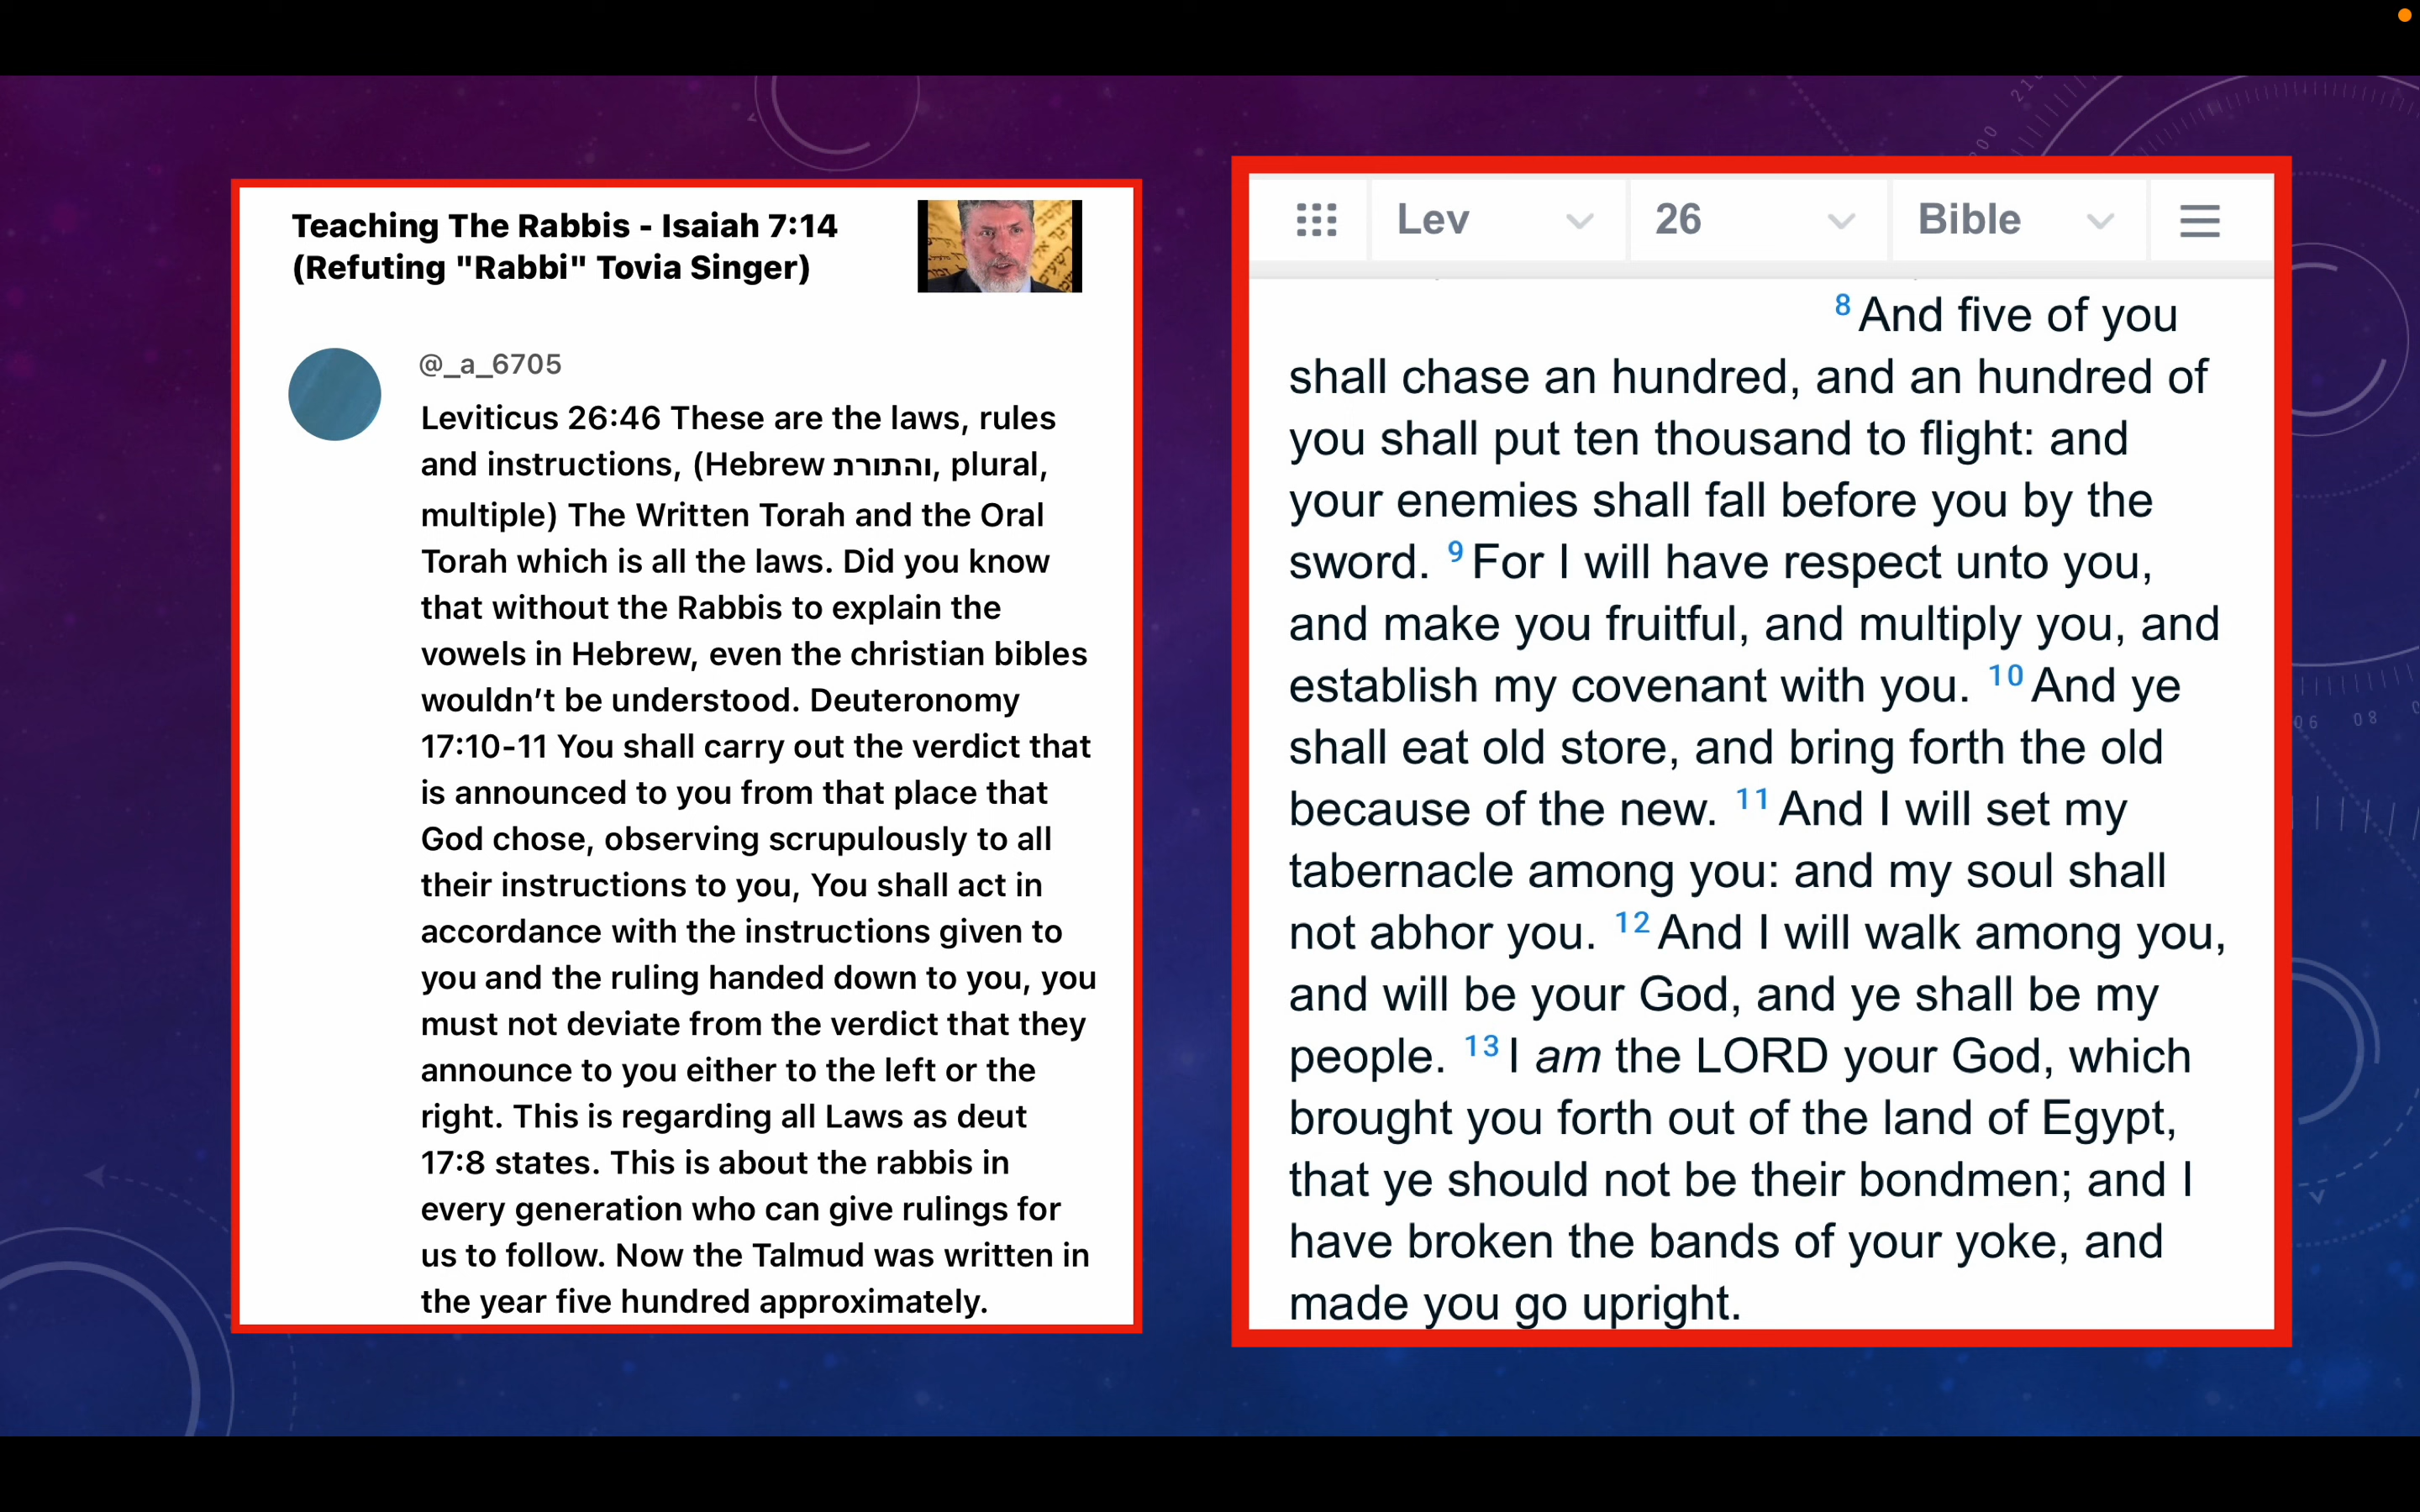 Teaching The Rabbis - Isaiah 7:14
(Refuting "Rabbi" Tovia Singer)
@_a_6705
Leviticus 26:46 These are the laws, rules
and instructions, (Hebrew והתורת, plural,
multiple) The Written Torah and the Oral
Torah which is all the laws. Did you know
that without the Rabbis to explain the
vowels in Hebrew, even the christian bibles
wouldn’t be understood. Deuteronomy
17:10-11 You shall carry out the verdict that
is announced to you from that place that
God chose, observing scrupulously to all
their instructions to you, You shall act in
accordance with the instructions given to
you and the ruling handed down to you, you
must not deviate from the verdict that they
announce to you either to the left or the
right. This is regarding all Laws as deut
17:8 states. This is about the rabbis in
every generation who can give rulings for
us to follow. Now the Talmud was written in
the year five hundred approximately.
Lev 26 Bible
8 And five of you
shall chase an hundred, and an hundred of
you shall put ten thousand to flight: and
your enemies shall fall before you by the
sword. 9 For I will have respect unto you,
and make you fruitful, and multiply you, and
establish my covenant with you. 10 And ye
shall eat old store, and bring forth the old
because of the new. 11 And I will set my
tabernacle among you: and my soul shall
not abhor you. 12 And I will walk among you,
and will be your God, and ye shall be my
people. 13 I am the LORD your God, which
brought you forth out of the land of Egypt,
that ye should not be their bondmen; and I
have broken the bands of your yoke, and
made you go upright.